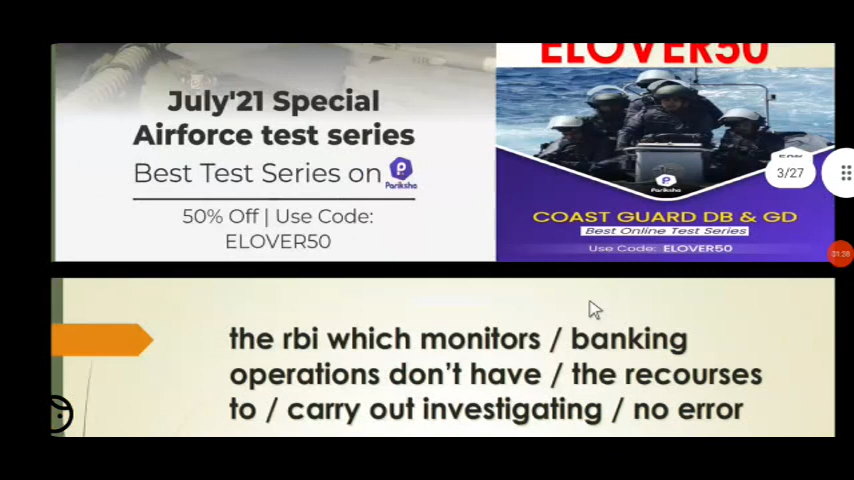 July'21 Special
Airforce test series
Best Test Series on
Pariksha
50% Off | Use Code:
ELOVER50
ELOVER50
COAST GUARD DB & GD
Best Online Test Series
Use Code: ELOVER50
3/27
01:38
the rbi which monitors / banking
operations don't have / the recourses
to / carry out investigating / no error